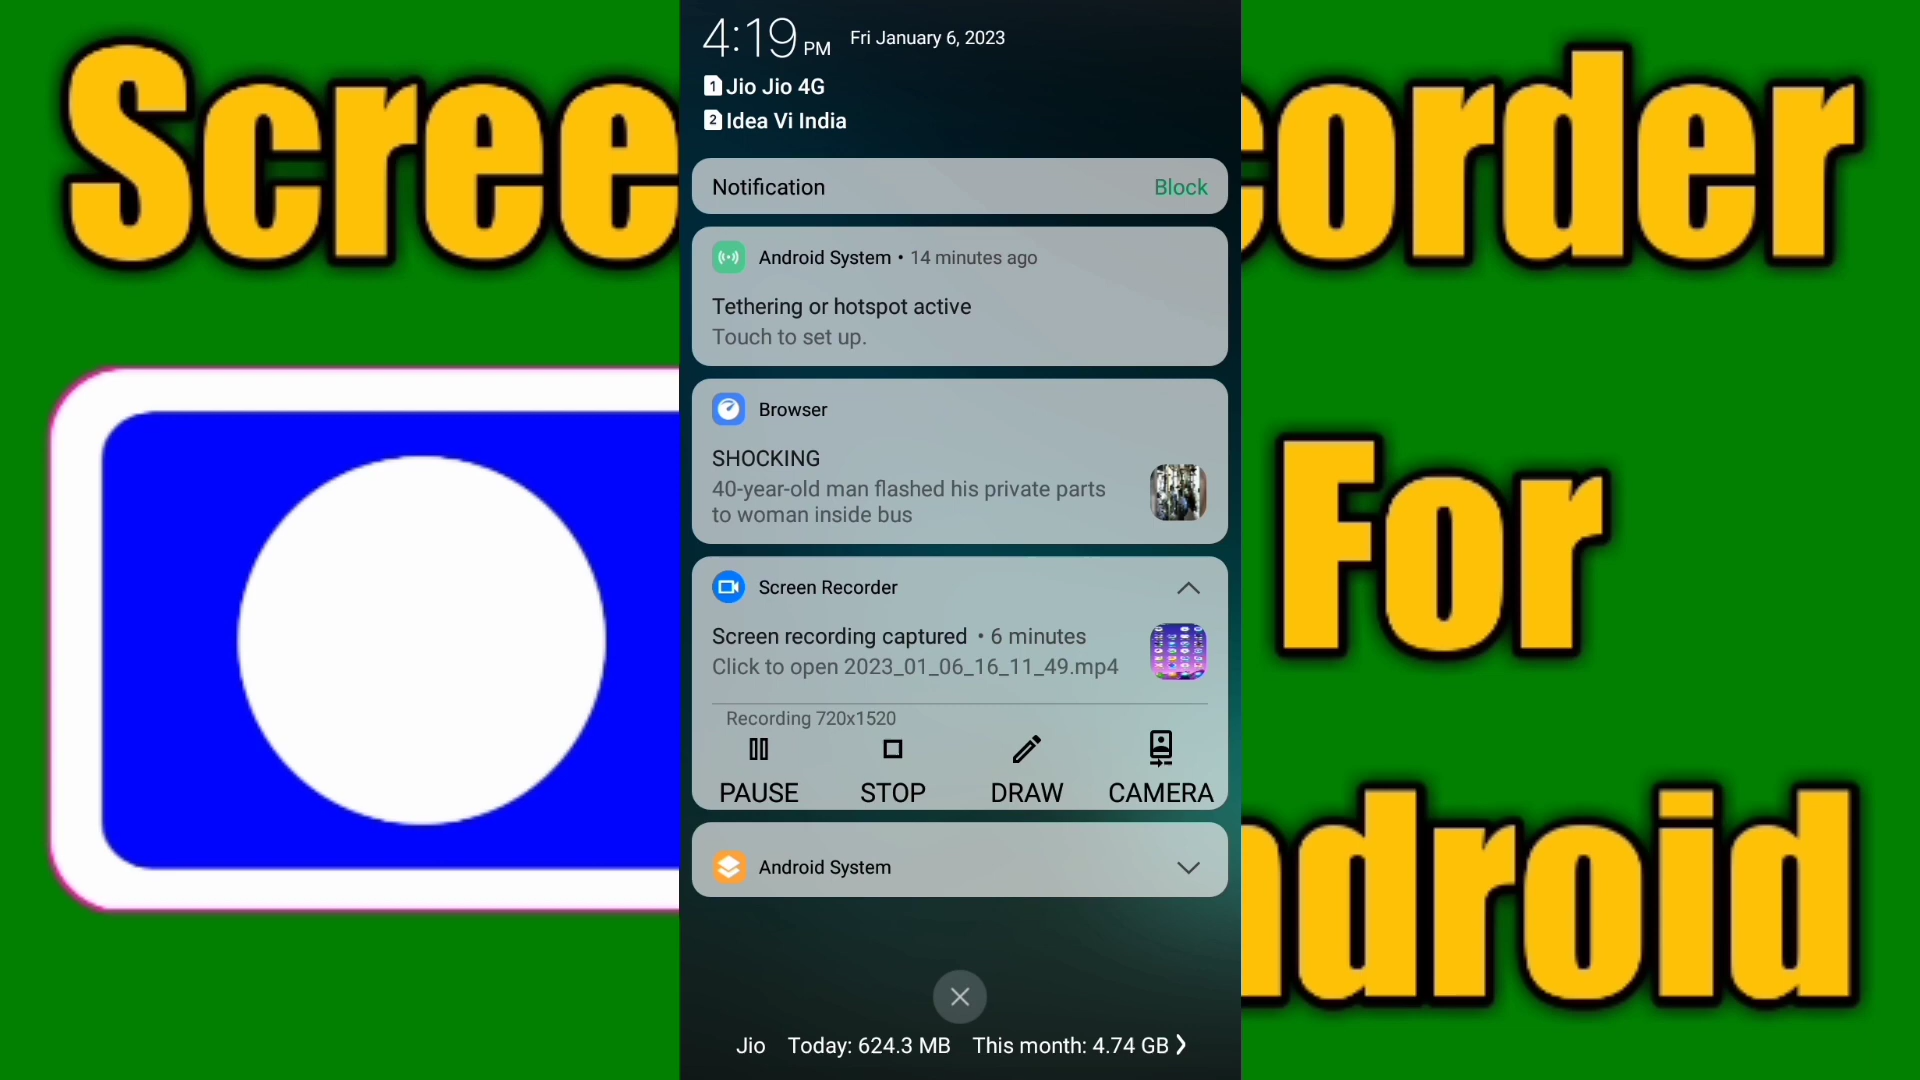 Scree
corder
For
ndroid
4:19 PM Fri January 6, 2023
1 Jio Jio 4G
2 Idea Vi India
Notification Block
Android System • 14 minutes ago
Tethering or hotspot active
Touch to set up.
Browser
SHOCKING
40-year-old man flashed his private parts
to woman inside bus
Screen Recorder
Screen recording captured • 6 minutes
Click to open 2023_01_06_16_11_49.mp4
Recording 720x1520
PAUSE STOP DRAW CAMERA
Android System
Jio Today: 624.3 MB This month: 4.74 GB